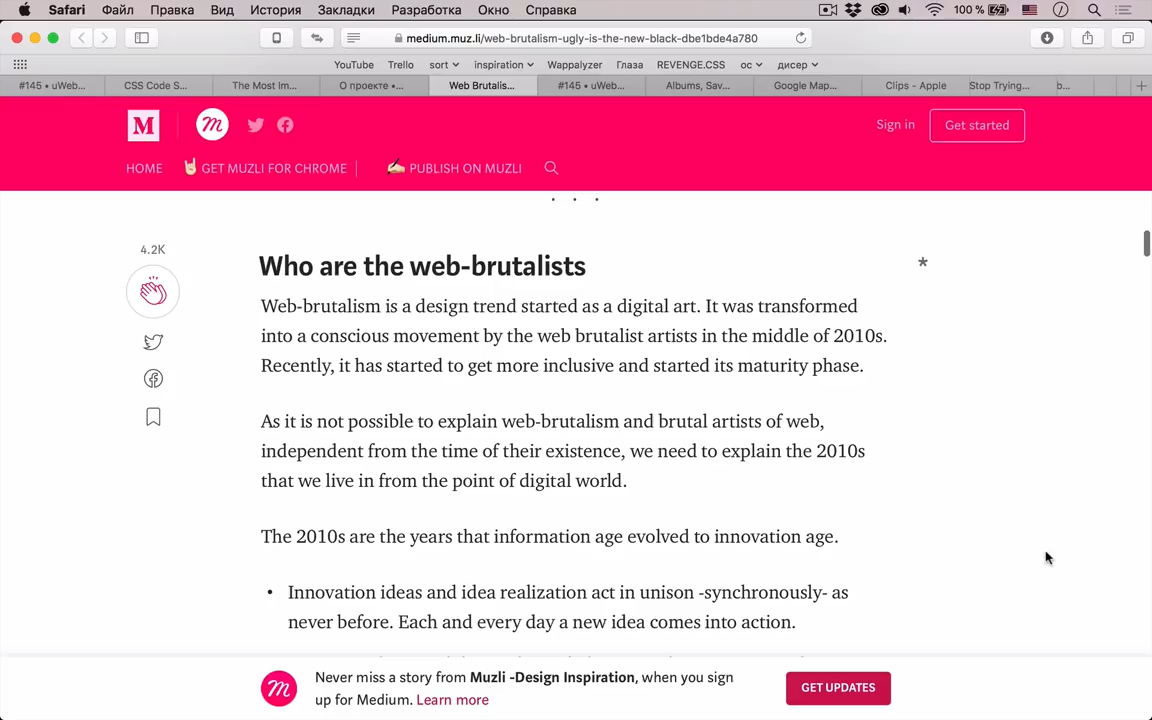 Safari Файл Правка Вид История Закладки Разработка Окно Справка 100 %
medium.muz.li/web-brutalism-ugly-is-the-new-black-dbe1bde4a780
YouTube Trello sort inspiration Wappalyzer Глаза REVENGE.CSS ос дисер
#145 • uWeb... CSS Code S... The Most Im... О проекте •... Web Brutalis... #145 • uWeb... Albums, Sav... Google Map... Clips - Apple Stop Trying... b...
M m Sign in Get started
HOME GET MUZLI FOR CHROME PUBLISH ON MUZLI
. . .
4.2K
Who are the web-brutalists *
Web-brutalism is a design trend started as a digital art. It was transformed
into a conscious movement by the web brutalist artists in the middle of 2010s.
Recently, it has started to get more inclusive and started its maturity phase.
As it is not possible to explain web-brutalism and brutal artists of web,
independent from the time of their existence, we need to explain the 2010s
that we live in from the point of digital world.
The 2010s are the years that information age evolved to innovation age.
• Innovation ideas and idea realization act in unison -synchronously- as
never before. Each and every day a new idea comes into action.
Never miss a story from Muzli -Design Inspiration, when you sign
up for Medium. Learn more
GET UPDATES